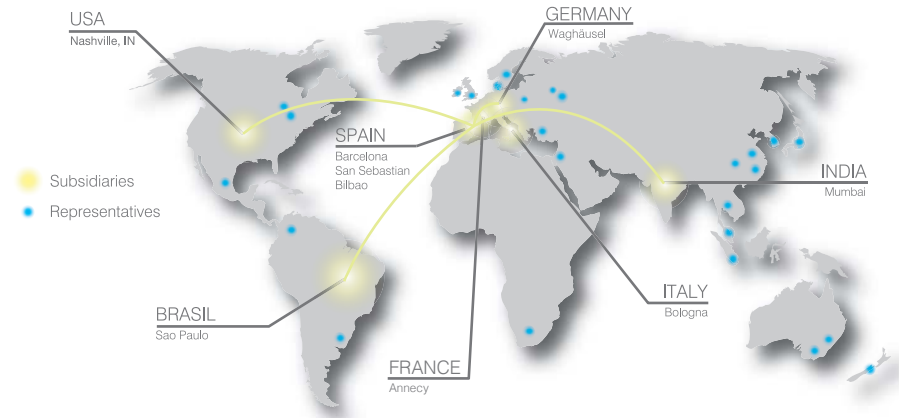 USA
Nashville, IN
GERMANY
Waghäusel
SPAIN
Barcelona
San Sebastian
Bilbao
INDIA
Mumbai
Subsidiaries
Representatives
ITALY
Bologna
BRASIL
Sao Paulo
FRANCE
Annecy